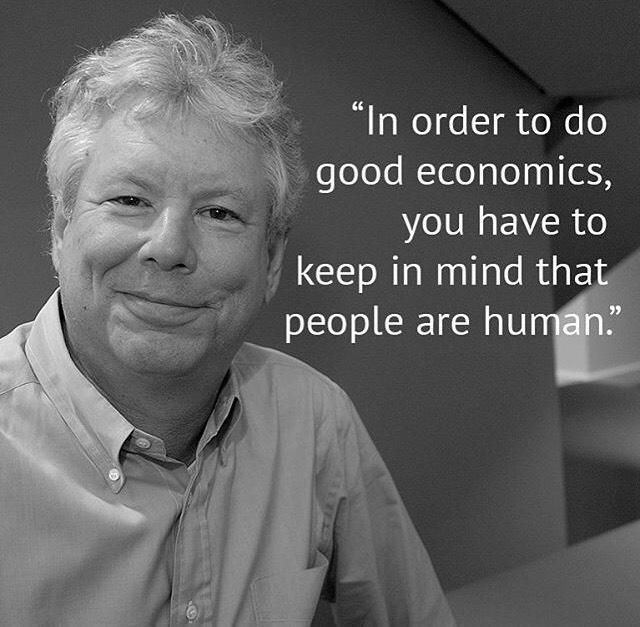 “In order to do
good economics,
you have to
keep in mind that
people are human.”